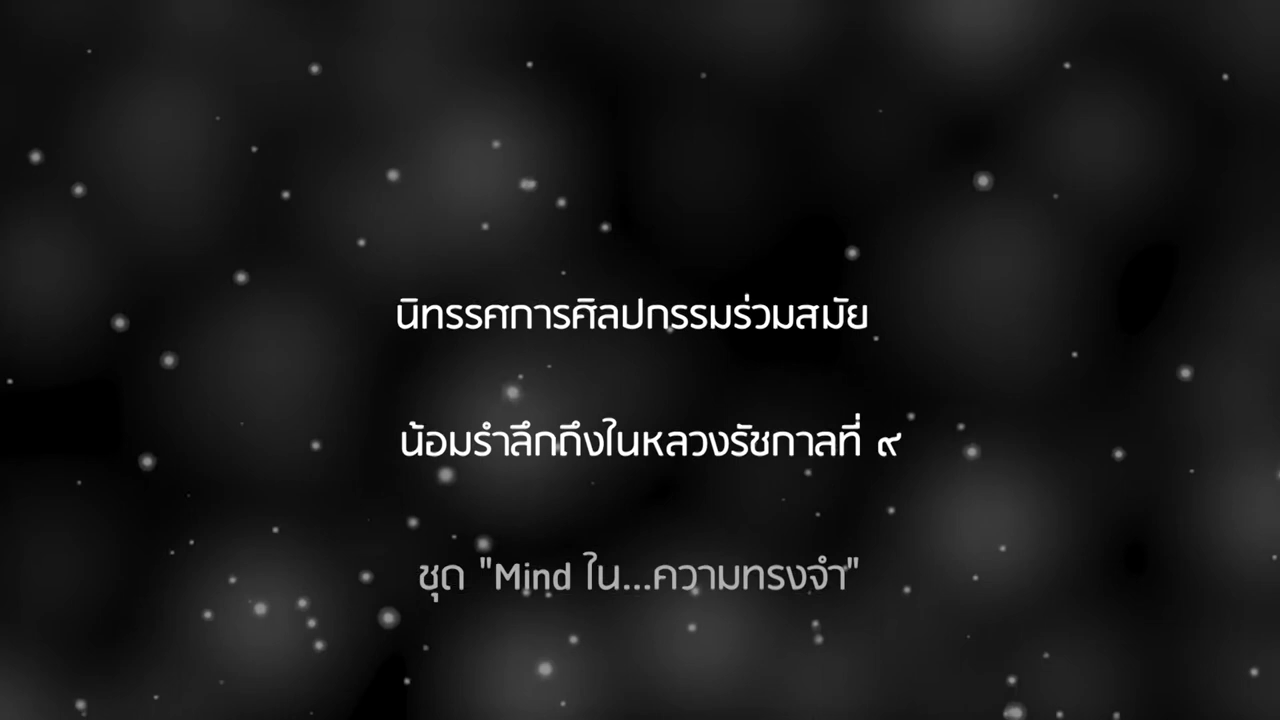 นิทรรศการศิลปกรรมร่วมสมัย
น้อมรำลึกถึงในหลวงรัชกาลที่ ๙
ชุด "Mind ใน...ความทรงจำ"